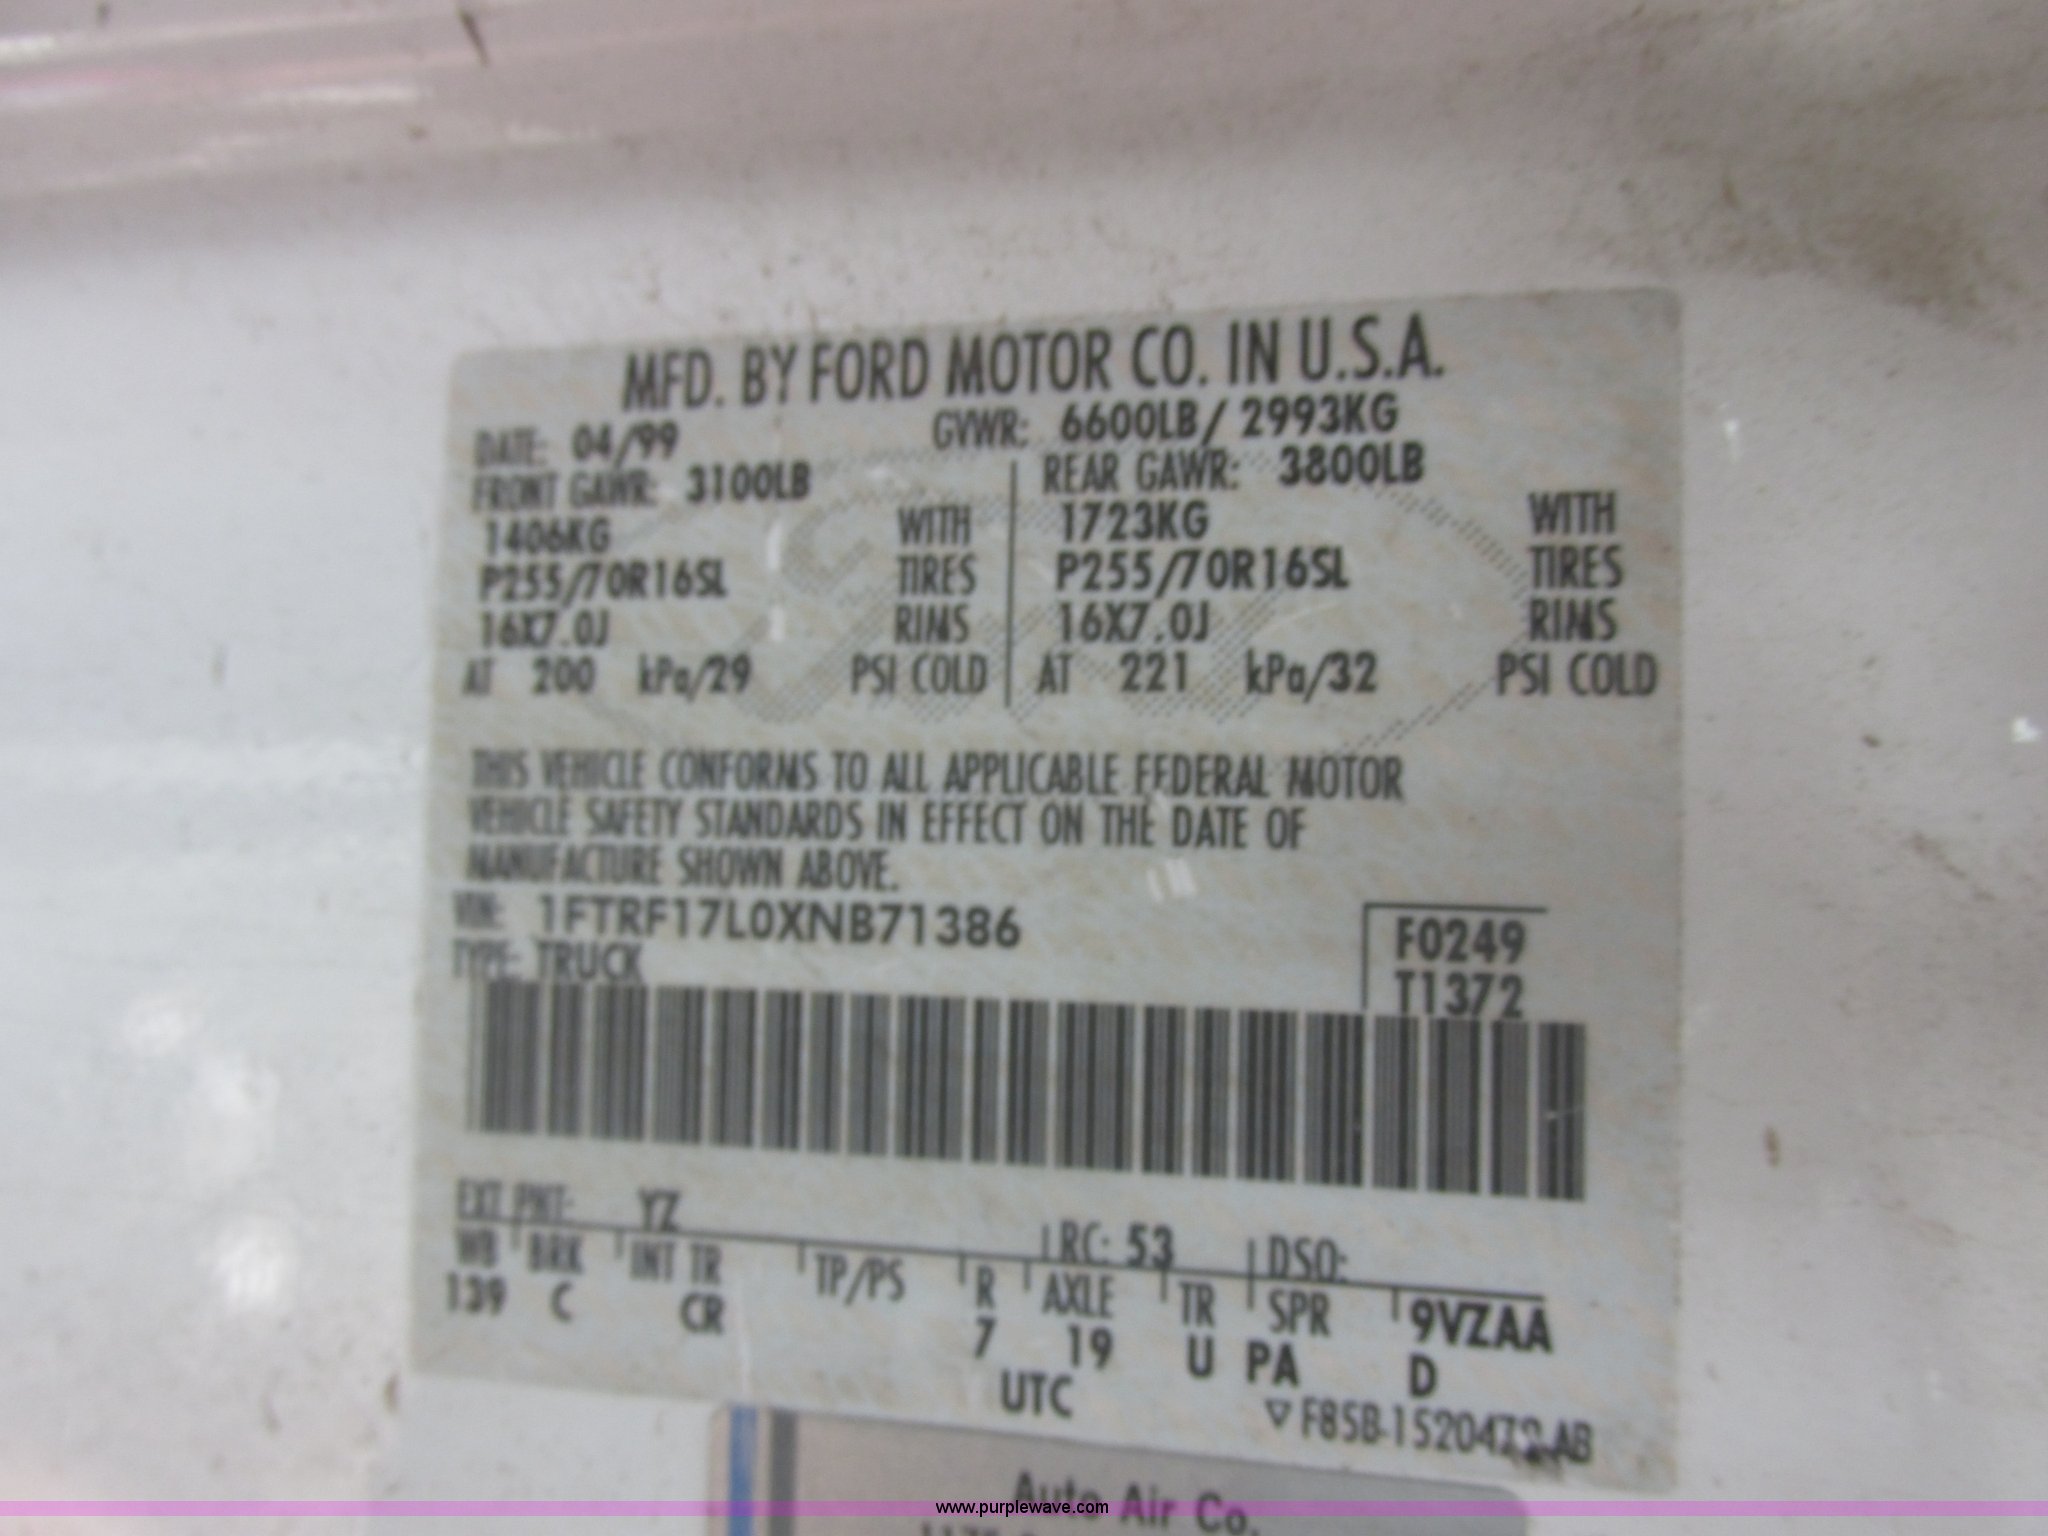 MFD. BY FORD MOTOR CO. IN U.S.A.
DATE: 04/99 GVWR: 6600LB/ 2993KG
FRONT GAWR: 3100LB REAR GAWR: 3800LB
1406KG WITH 1723KG WITH
P255/70R16SL TIRES P255/70R16SL TIRES
16X7.0J RIMS 16X7.0J RIMS
AT 200 kPa/29 PSI COLD AT 221 kPa/32 PSI COLD
THIS VEHICLE CONFORMS TO ALL APPLICABLE FEDERAL MOTOR
VEHICLE SAFETY STANDARDS IN EFFECT ON THE DATE OF
MANUFACTURE SHOWN ABOVE.
VIN: 1FTRF17L0XNB71386 F0249
TYPE: TRUCK T1372
EXT PNT: YZ RC: 53 DSO:
WB BRK INT TR TP/PS R AXLE TR SPR 9VZAA
139 C CR 7 19 U PA D
UTC ▽ F85B-1520472-AB
Auto Air Co.
www.purplewave.com